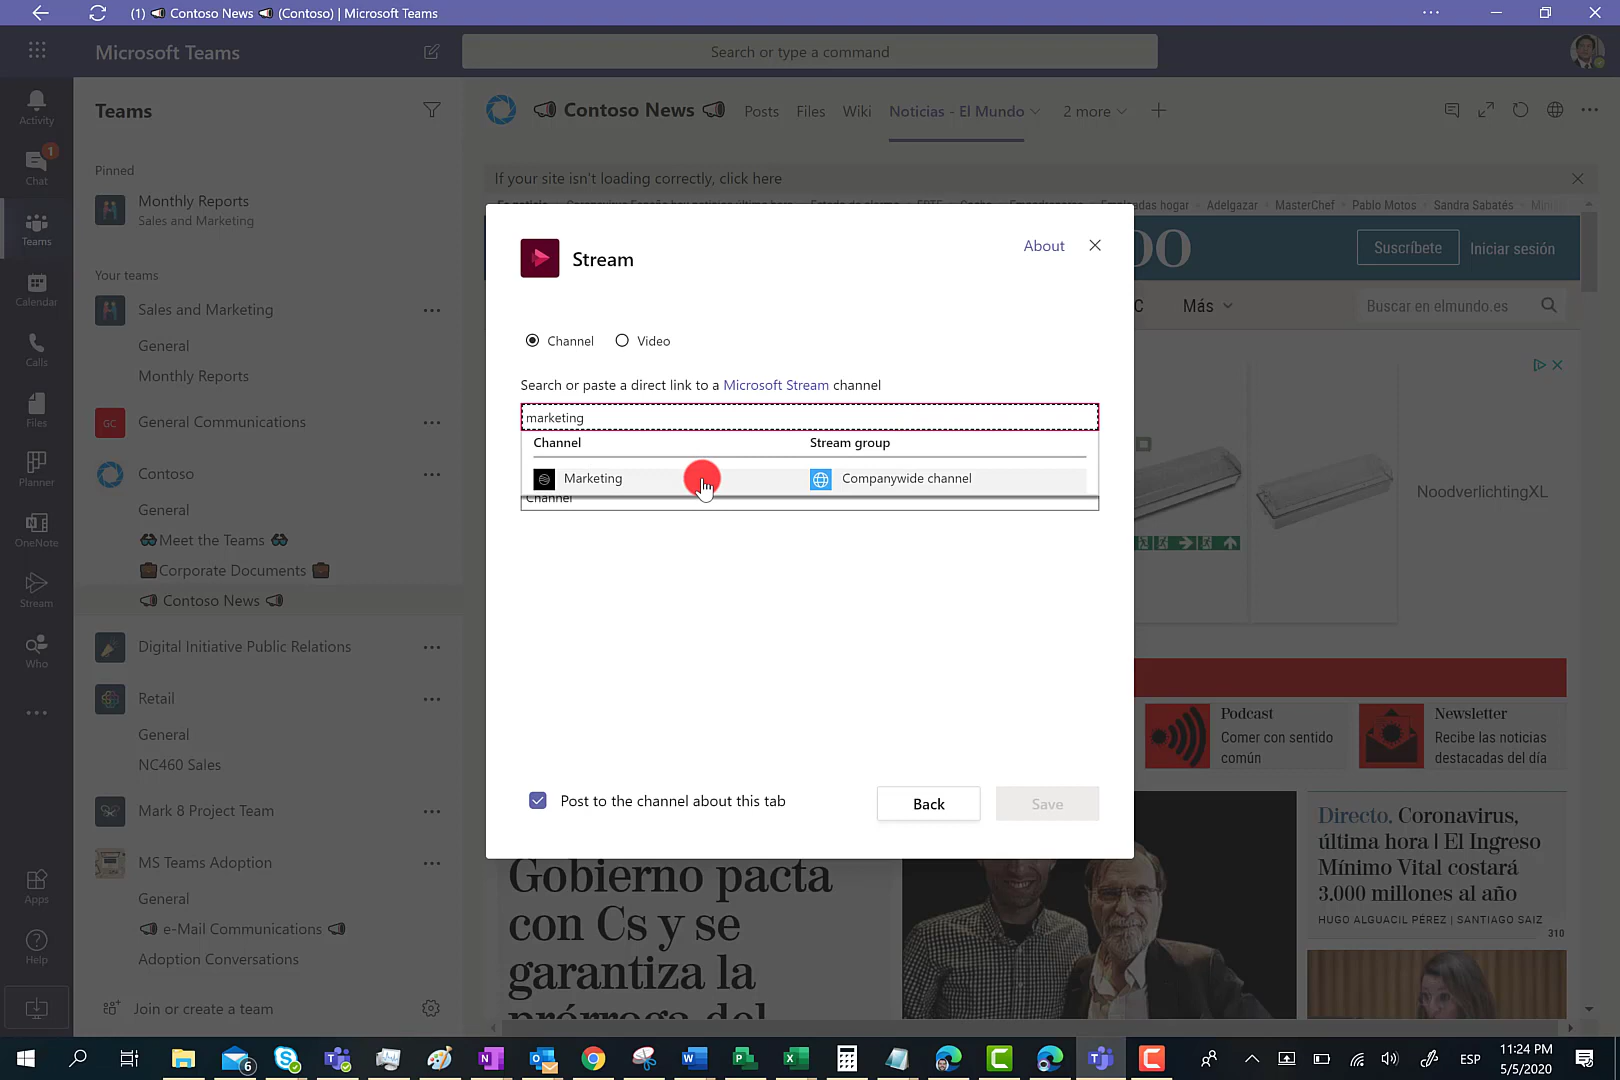 (1) Contoso News (Contoso) | Microsoft Teams
Microsoft Teams
Search or type a command
Activity
Chat
1
Teams
Calendar
Calls
Files
Planner
OneNote
Stream
Who
Apps
Help
Teams
Pinned
Monthly Reports
Sales and Marketing
Your teams
Sales and Marketing
General
Monthly Reports
GC
General Communications
Contoso
General
Meet the Teams
Corporate Documents
Contoso News
Digital Initiative Public Relations
Retail
General
NC460 Sales
Mark 8 Project Team
MS Teams Adoption
General
e-Mail Communications
Adoption Conversations
Join or create a team
Contoso News
Posts
Files
Wiki
Noticias - El Mundo
2 more
If your site isn't loading correctly, click here
hogar
Adelgazar
MasterChef
Pablo Motos
Sandra Sabatés
DO
Suscríbete
Iniciar sesión
C
Más
Buscar en elmundo.es
Stream
About
Channel
Video
Search or paste a direct link to a Microsoft Stream channel
marketing
Channel
Stream group
Marketing
Companywide channel
Channel
Post to the channel about this tab
Back
Save
NoodverlichtingXL
Podcast
Comer con sentido
común
Newsletter
Recibe las noticias
destacadas del día
Gobierno pacta
con Cs y se
garantiza la
prórroga del
Directo. Coronavirus,
última hora | El Ingreso
Mínimo Vital costará
3.000 millones al año
HUGO ALGUACIL PÉREZ | SANTIAGO SAIZ
310
6
ESP
11:24 PM
5/5/2020